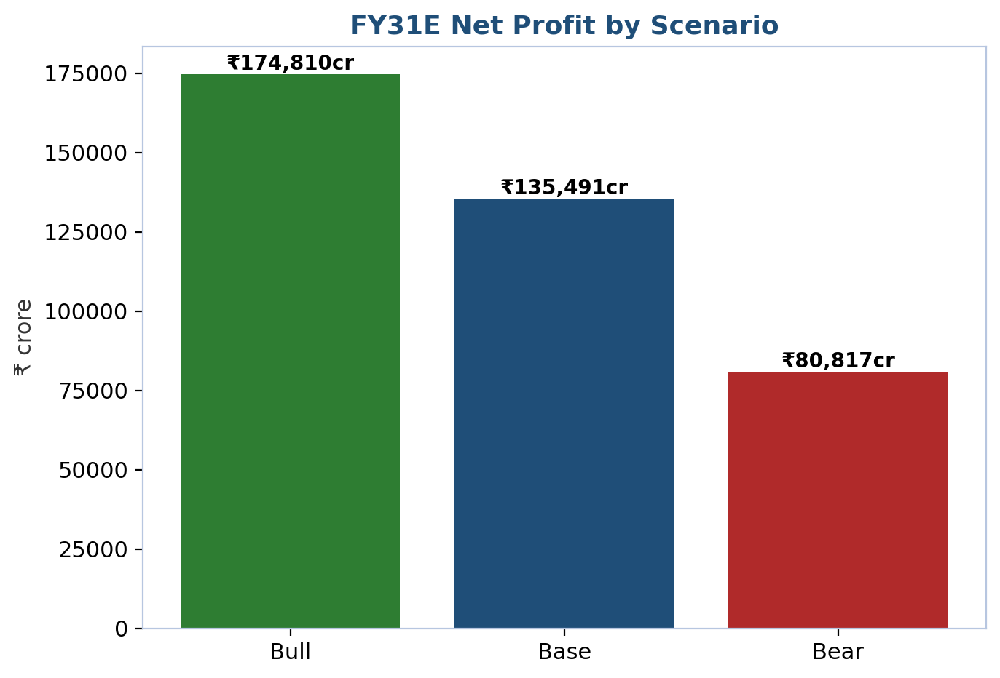 FY31E Net Profit by Scenario
₹ crore
175000
150000
125000
100000
75000
50000
25000
0
₹174,810cr
₹135,491cr
₹80,817cr
Bull
Base
Bear